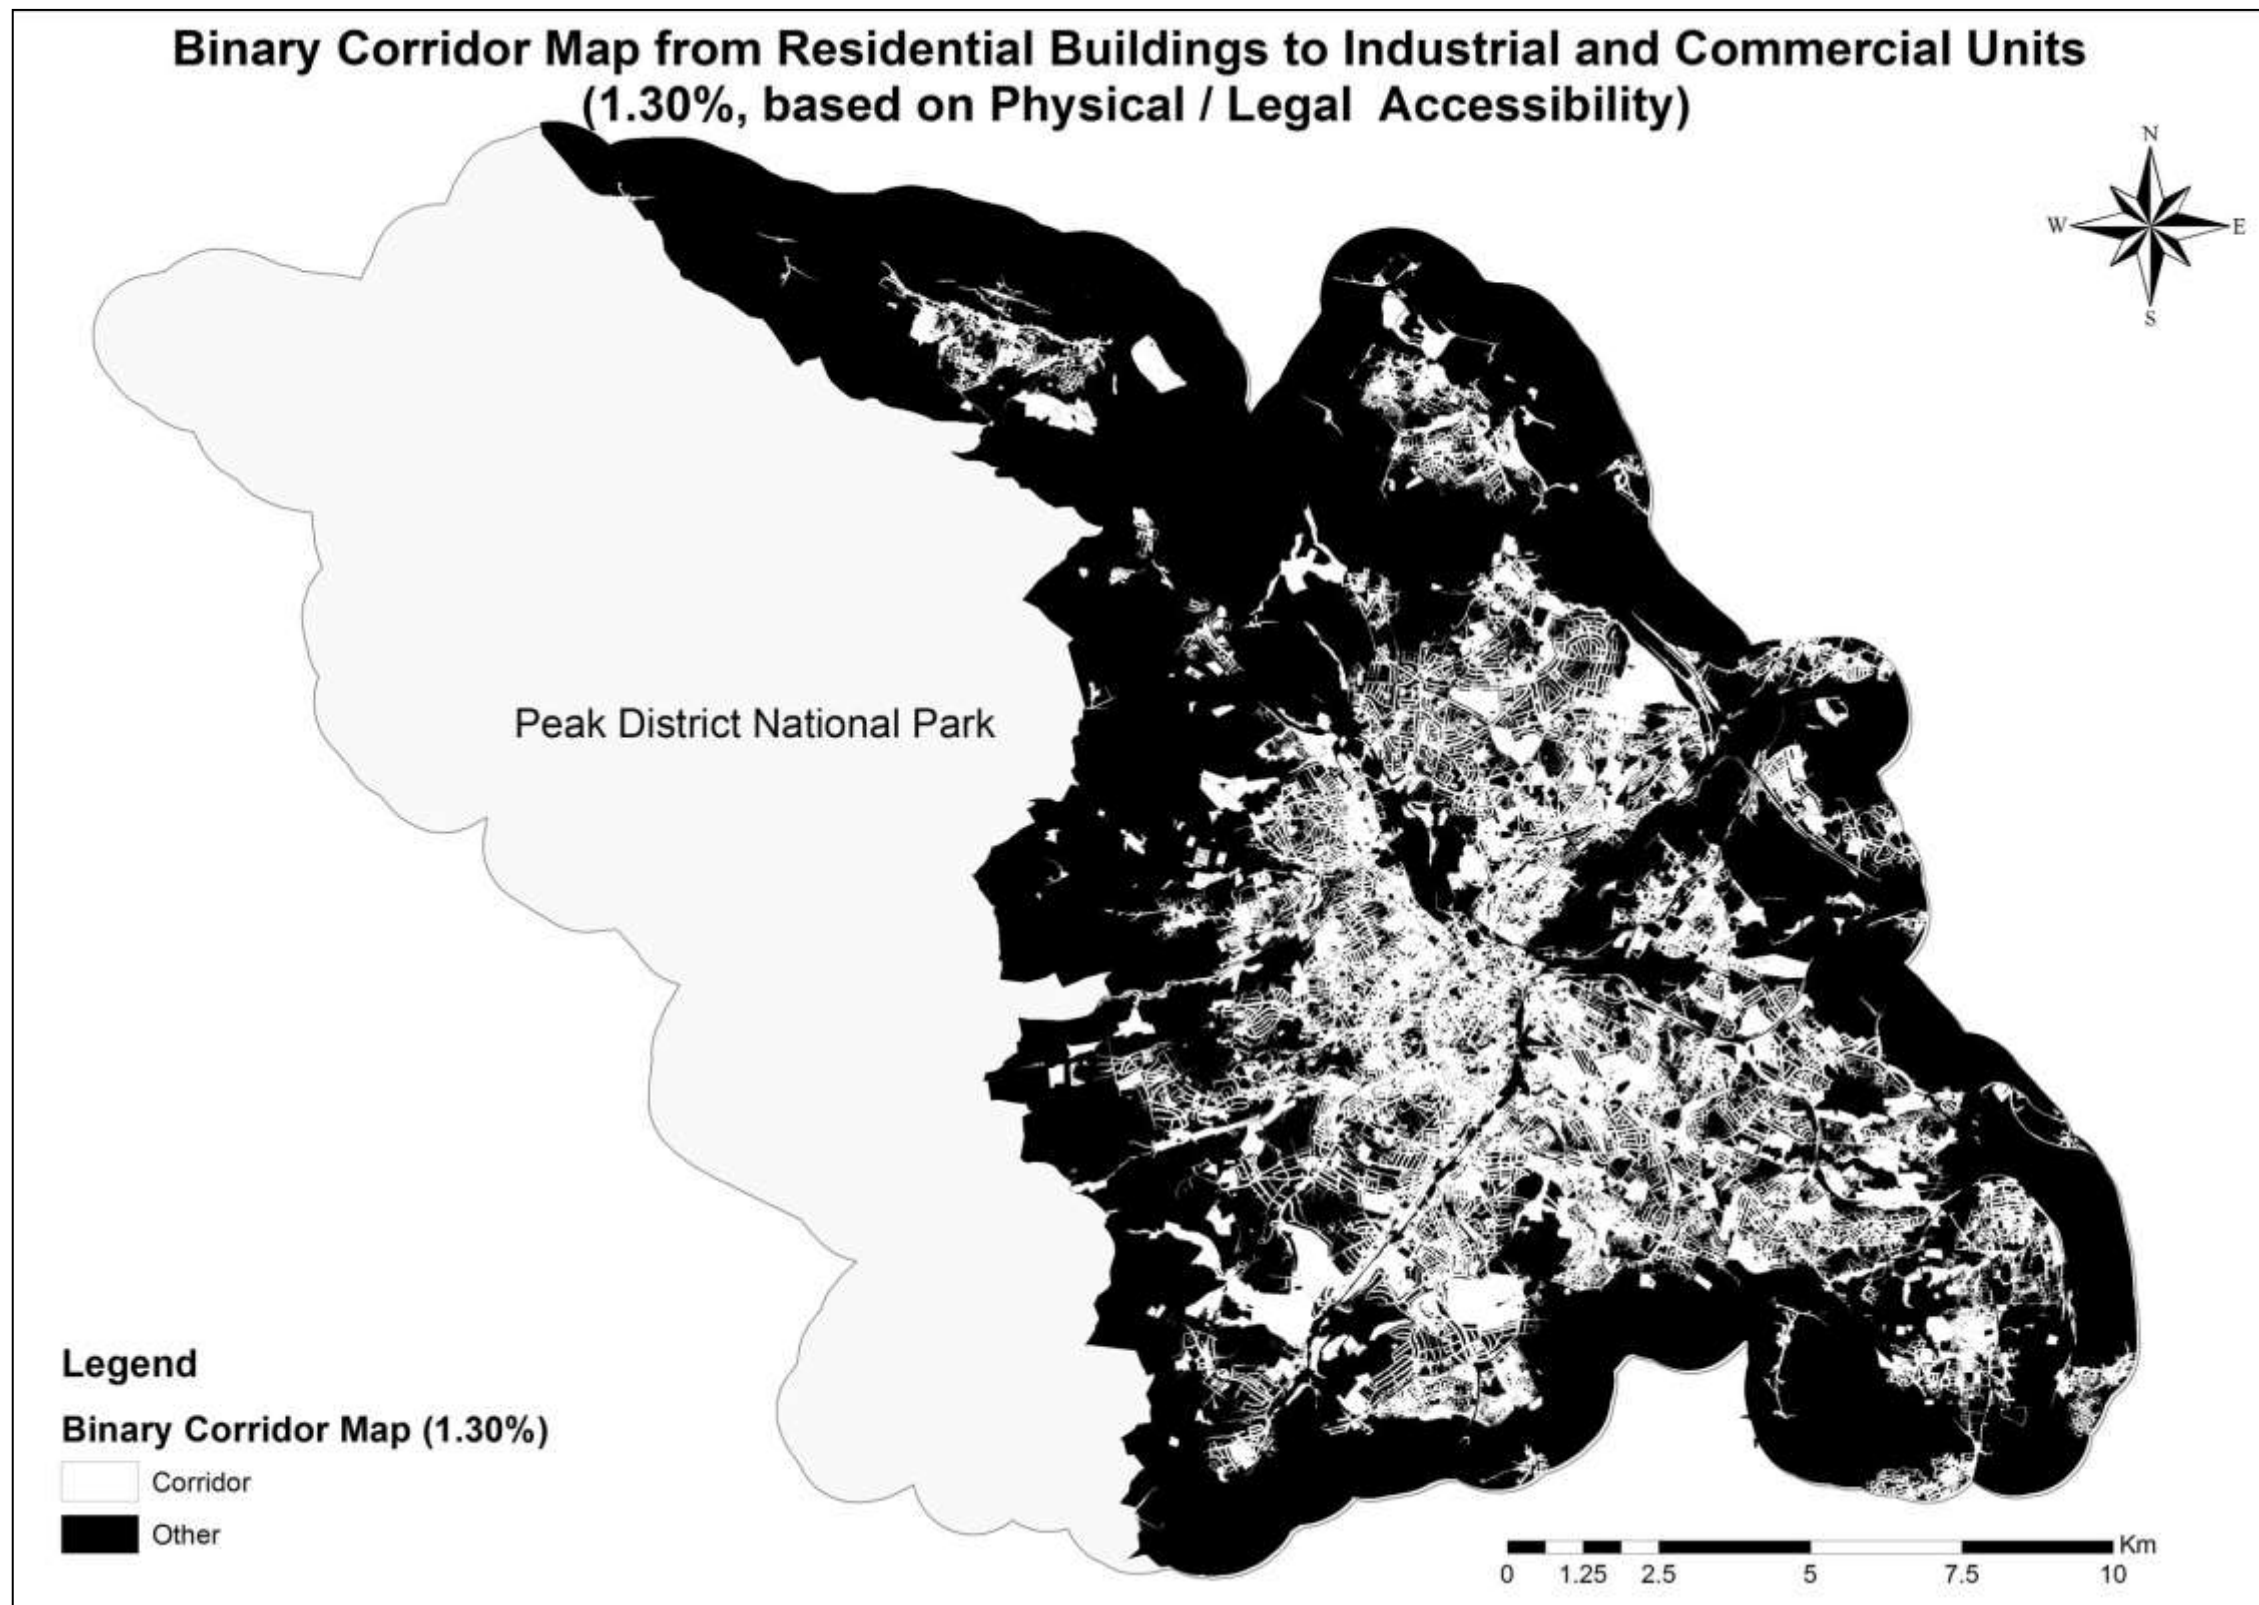 Binary Corridor Map from Residential Buildings to Industrial and Commercial Units
(1.30%, based on Physical / Legal  Accessibility)
N
W
E
S
Peak District National Park
Legend
Binary Corridor Map (1.30%)
Corridor
Other
Km
0 1.25 2.5 5 7.5 10